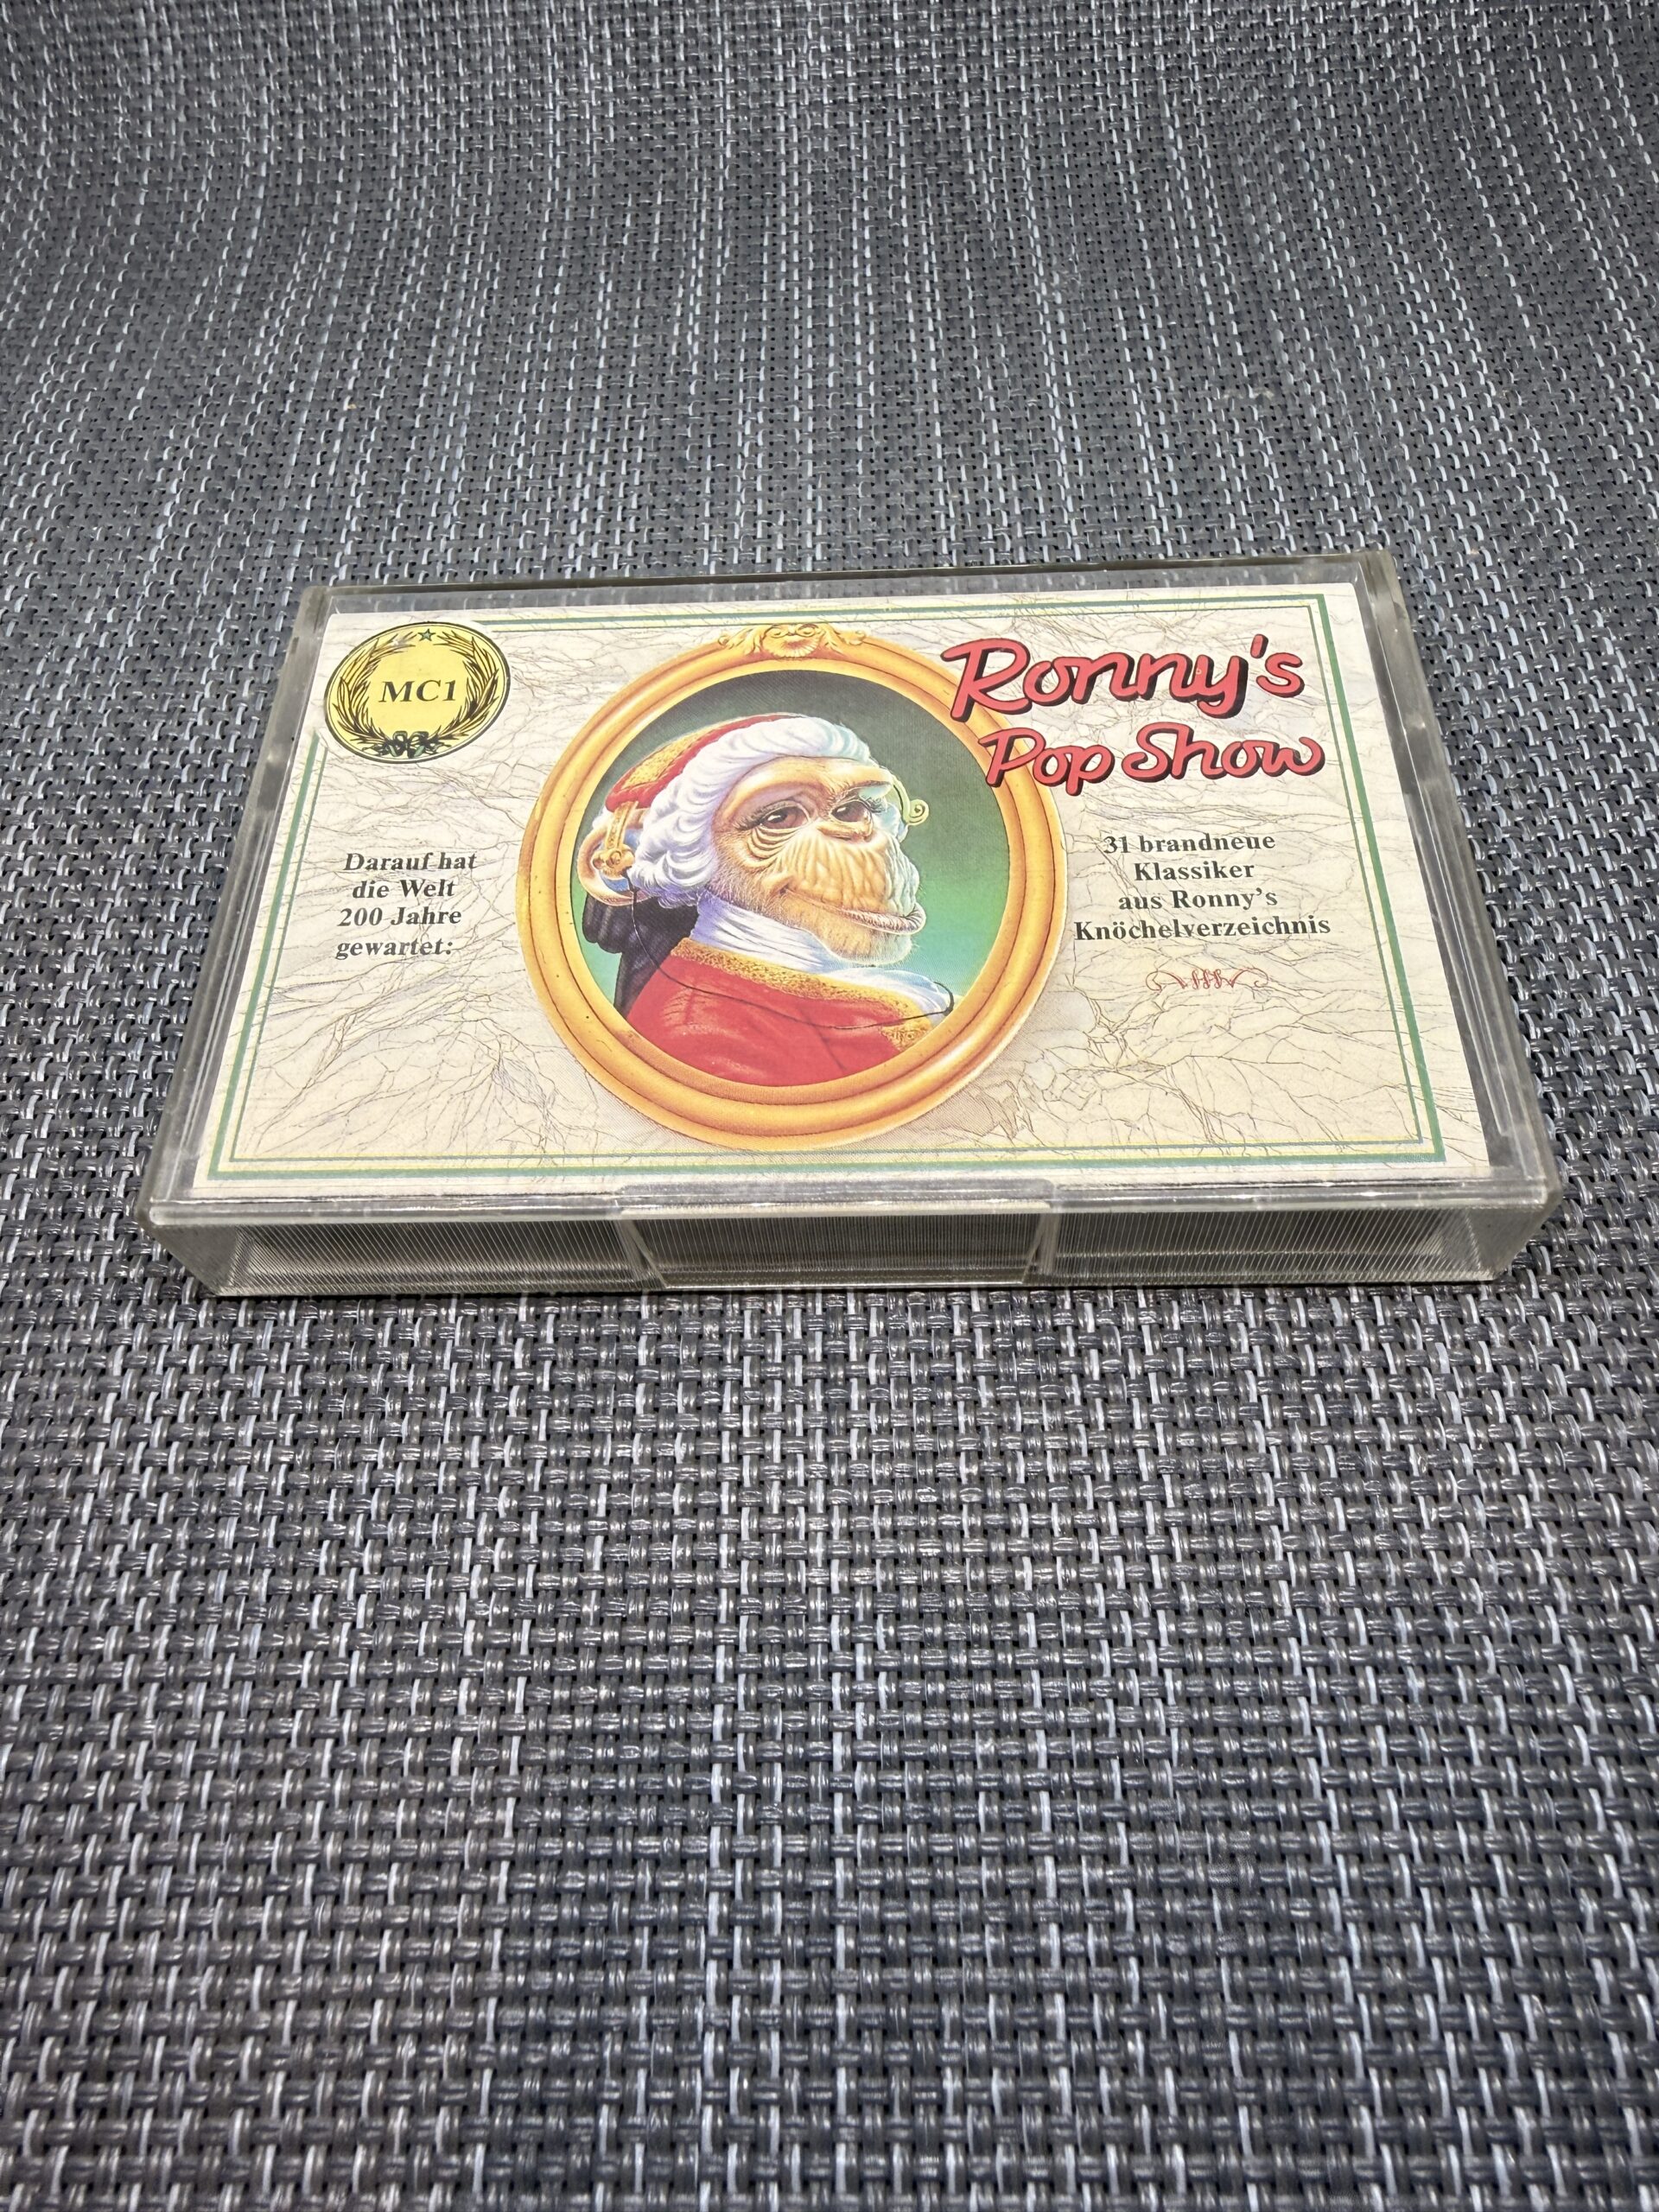 MC1
Ronny's
Pop Show
Darauf hat
die Welt
200 Jahre
gewartet:
31 brandneue
Klassiker
aus Ronny's
Knöchelverzeichnis